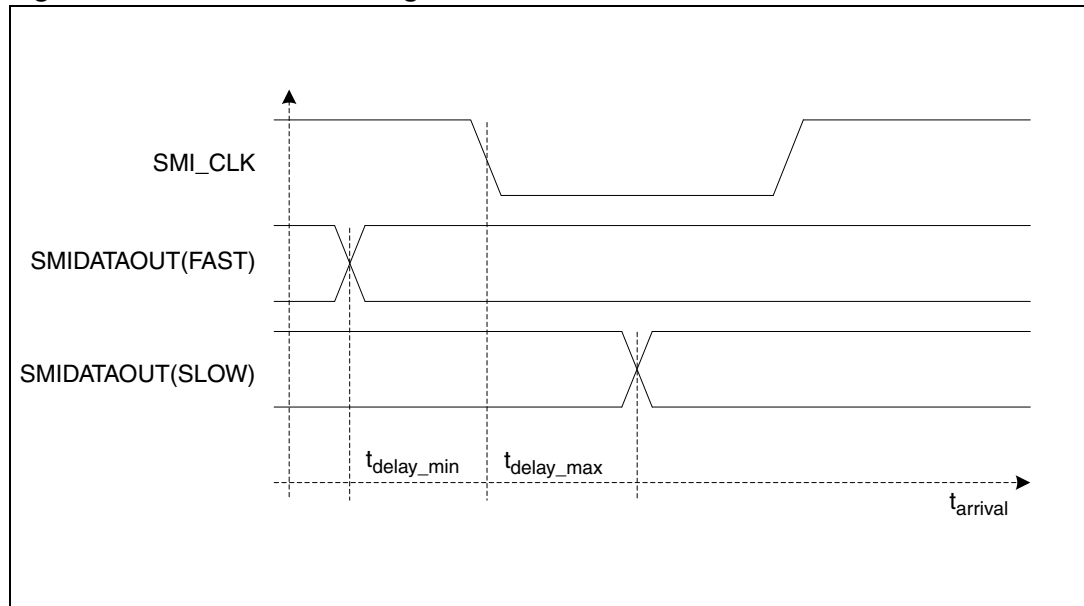 SMI_CLK
SMIDATAOUT(FAST)
SMIDATAOUT(SLOW)
tdelay_min tdelay_max
tarrival